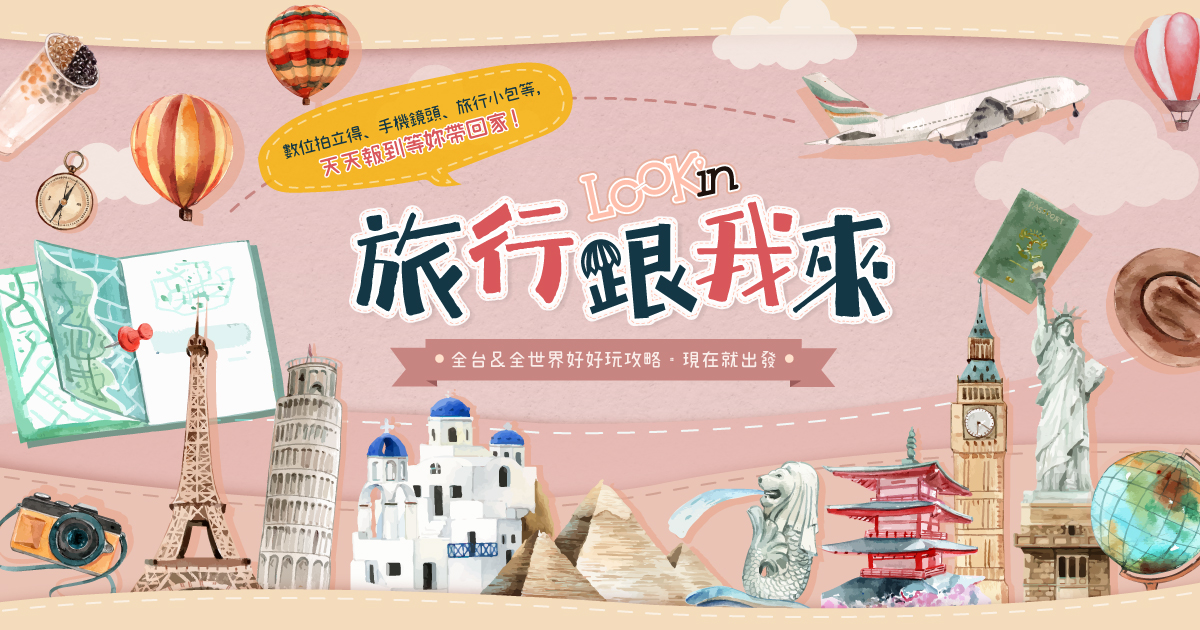 數位拍立得、手機鏡頭、旅行小包等,
天天報到等妳帶回家!
LOOKin
旅行跟我來
全台&全世界好好玩攻略。現在就出發
PASSPORT